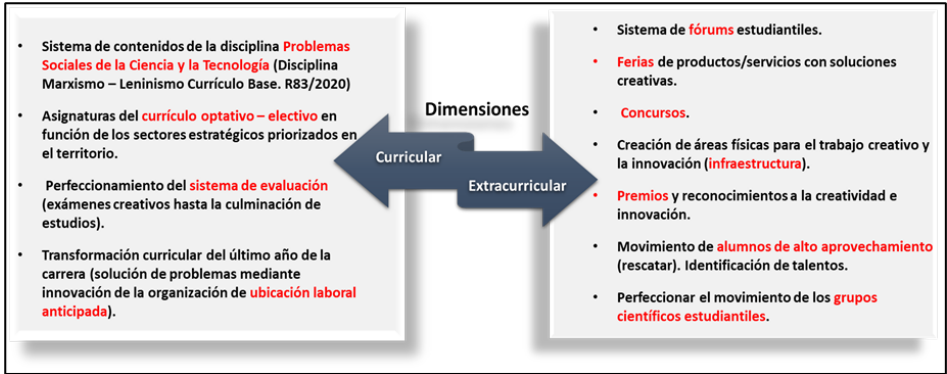 • Sistema de contenidos de la disciplina Problemas
Sociales de la Ciencia y la Tecnología (Disciplina
Marxismo – Leninismo Currículo Base. R83/2020)
• Asignaturas del currículo optativo – electivo en
función de los sectores estratégicos priorizados en
el territorio.
• Perfeccionamiento del sistema de evaluación
(exámenes creativos hasta la culminación de
estudios).
• Transformación curricular del último año de la
carrera (solución de problemas mediante
innovación de la organización de ubicación laboral
anticipada).
Dimensiones
Curricular
Extracurricular
• Sistema de fórums estudiantiles.
• Ferias de productos/servicios con soluciones
creativas.
• Concursos.
• Creación de áreas físicas para el trabajo creativo y
la innovación (infraestructura).
• Premios y reconocimientos a la creatividad e
innovación.
• Movimiento de alumnos de alto aprovechamiento
(rescatar). Identificación de talentos.
• Perfeccionar el movimiento de los grupos
científicos estudiantiles.